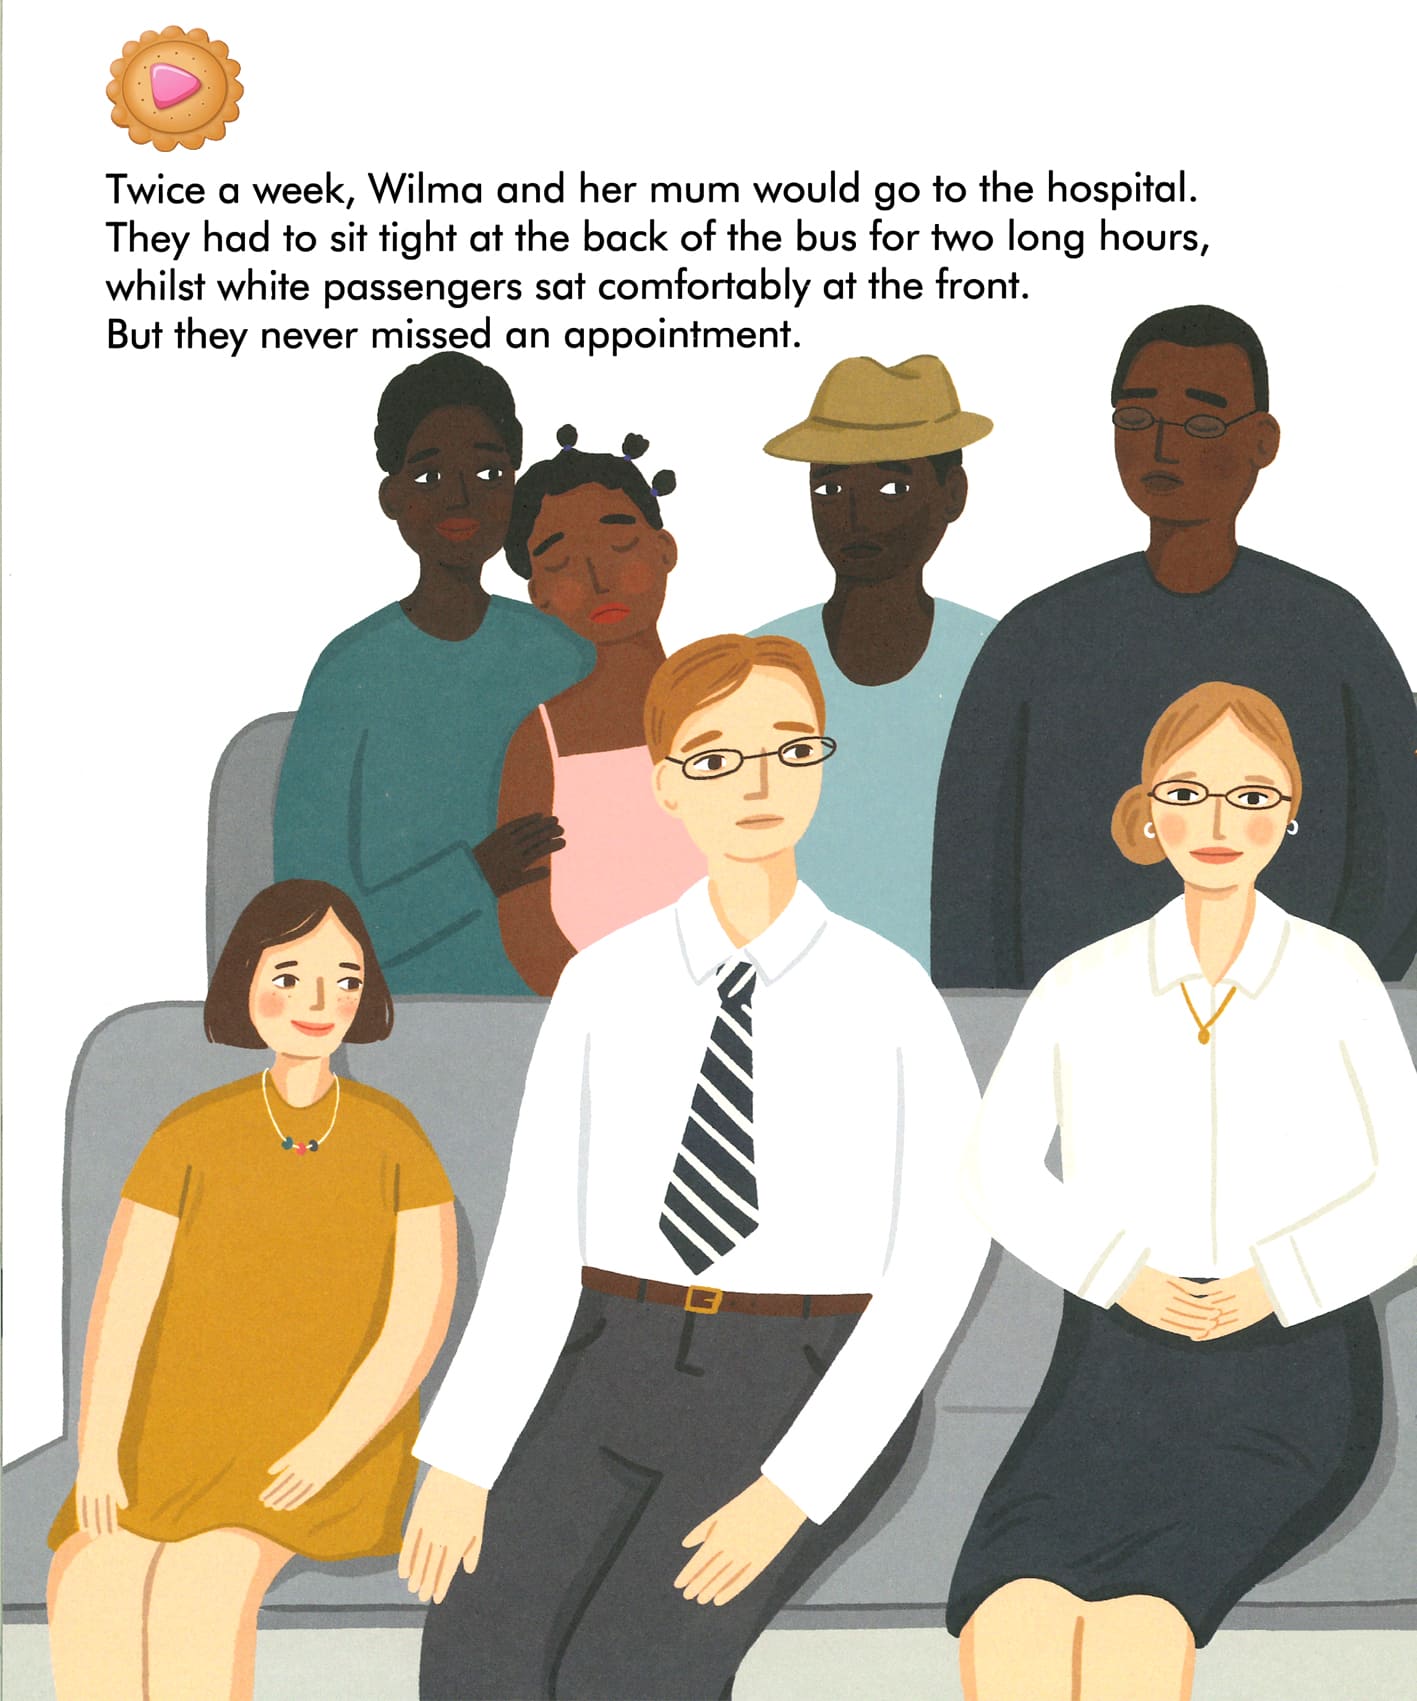 Twice a week, Wilma and her mum would go to the hospital.
They had to sit tight at the back of the bus for two long hours,
whilst white passengers sat comfortably at the front.
But they never missed an appointment.